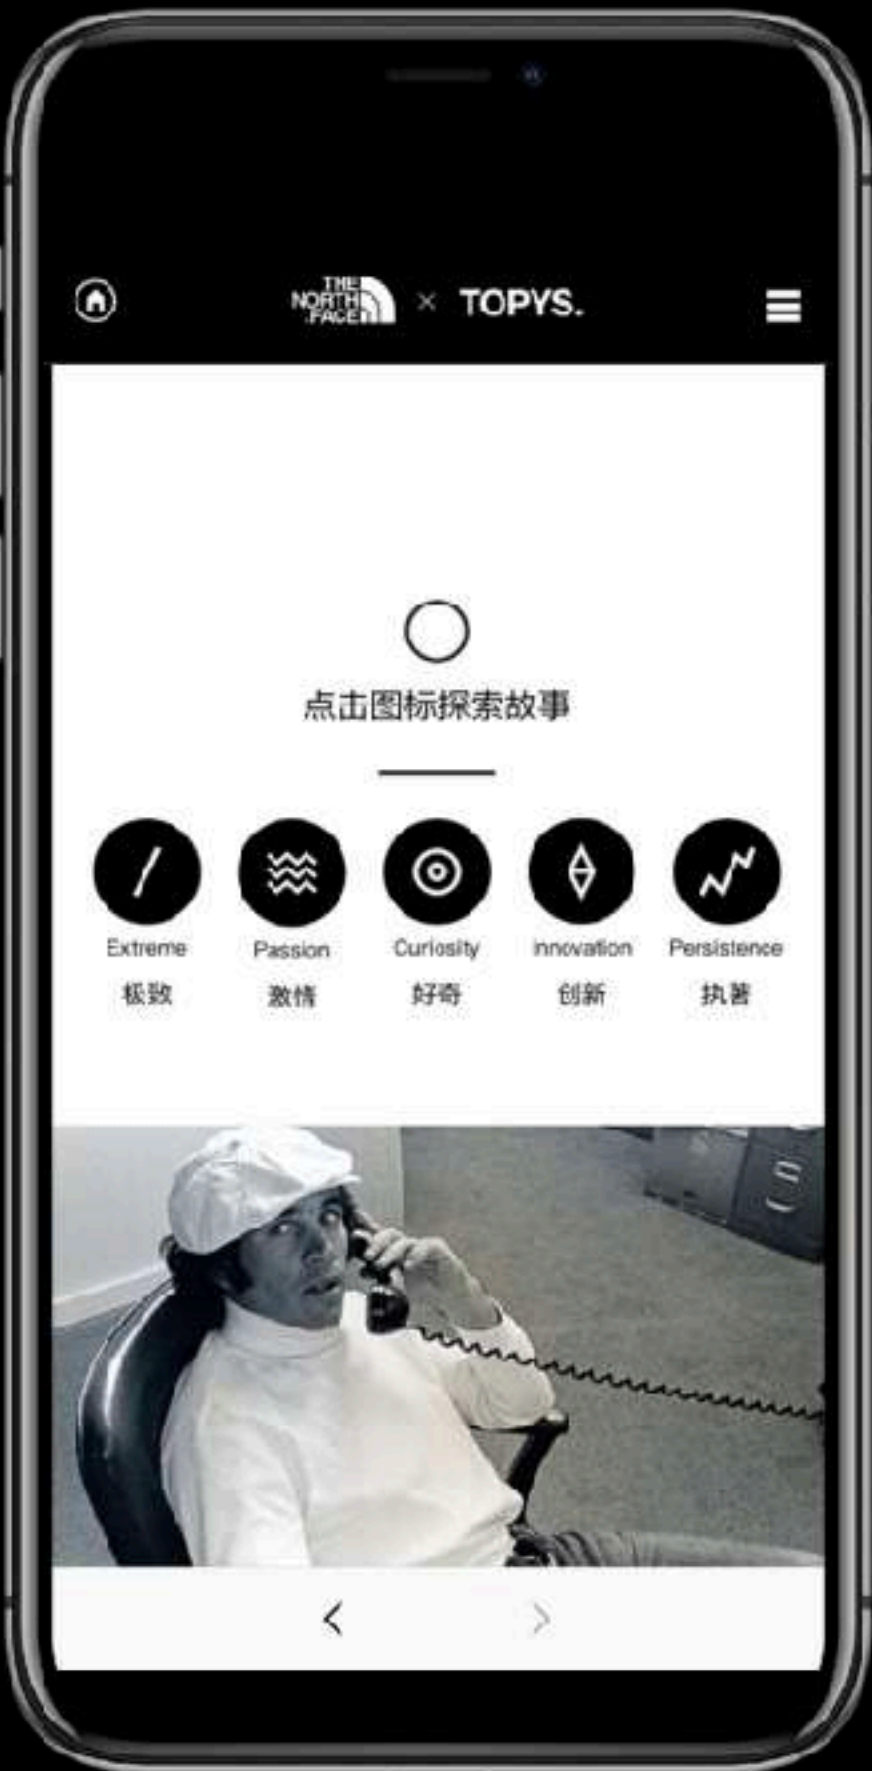 THE NORTH FACE × TOPYS.
点击图标探索故事
Extreme Passion Curiosity Innovation Persistence
极致 激情 好奇 创新 执著